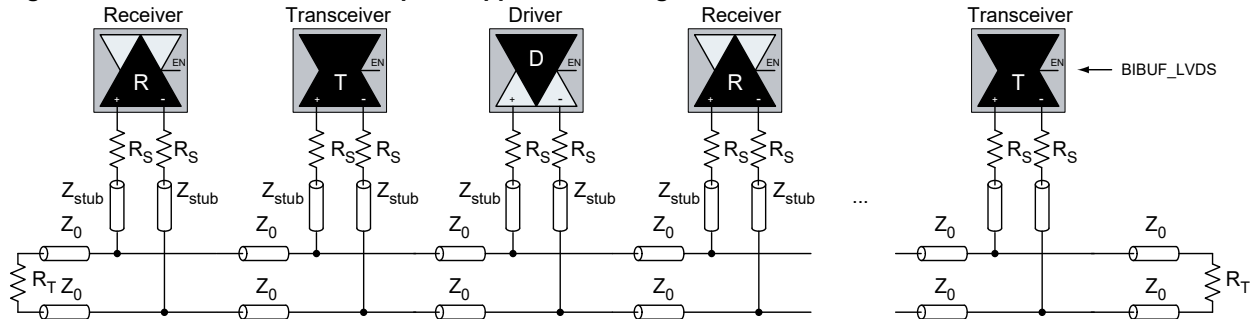 Receiver Transceiver Driver Receiver Transceiver
EN EN EN EN EN
R T D R T BIBUF_LVDS
+ - + - + - + - + -
RS RS RS RS RS RS RS RS RS RS
Zstub Zstub Zstub Zstub Zstub Zstub Zstub ...
Z0 Z0 Z0 Z0 Z0 Z0
RT Z0 Z0 Z0 Z0 Z0 Z0 RT